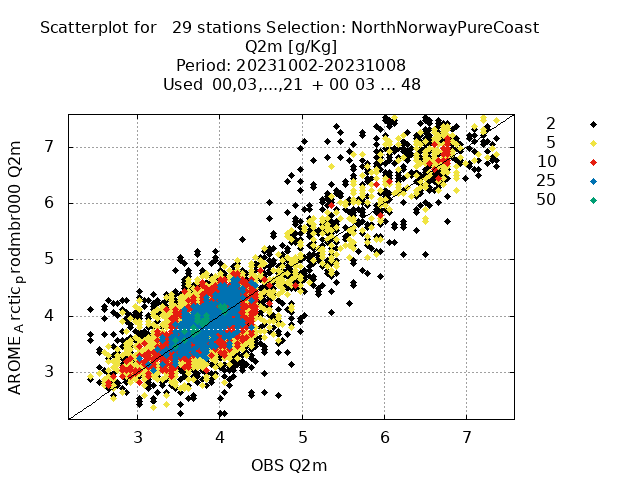 Scatterplot for   29 stations Selection: NorthNorwayPureCoast
Q2m [g/Kg]
Period: 20231002-20231008
Used  00,03,...,21  + 00 03 ... 48
2
5
10
25
50
AROME_Arctic_prodmbr000 Q2m
7
6
5
4
3
3 4 5 6 7
OBS Q2m